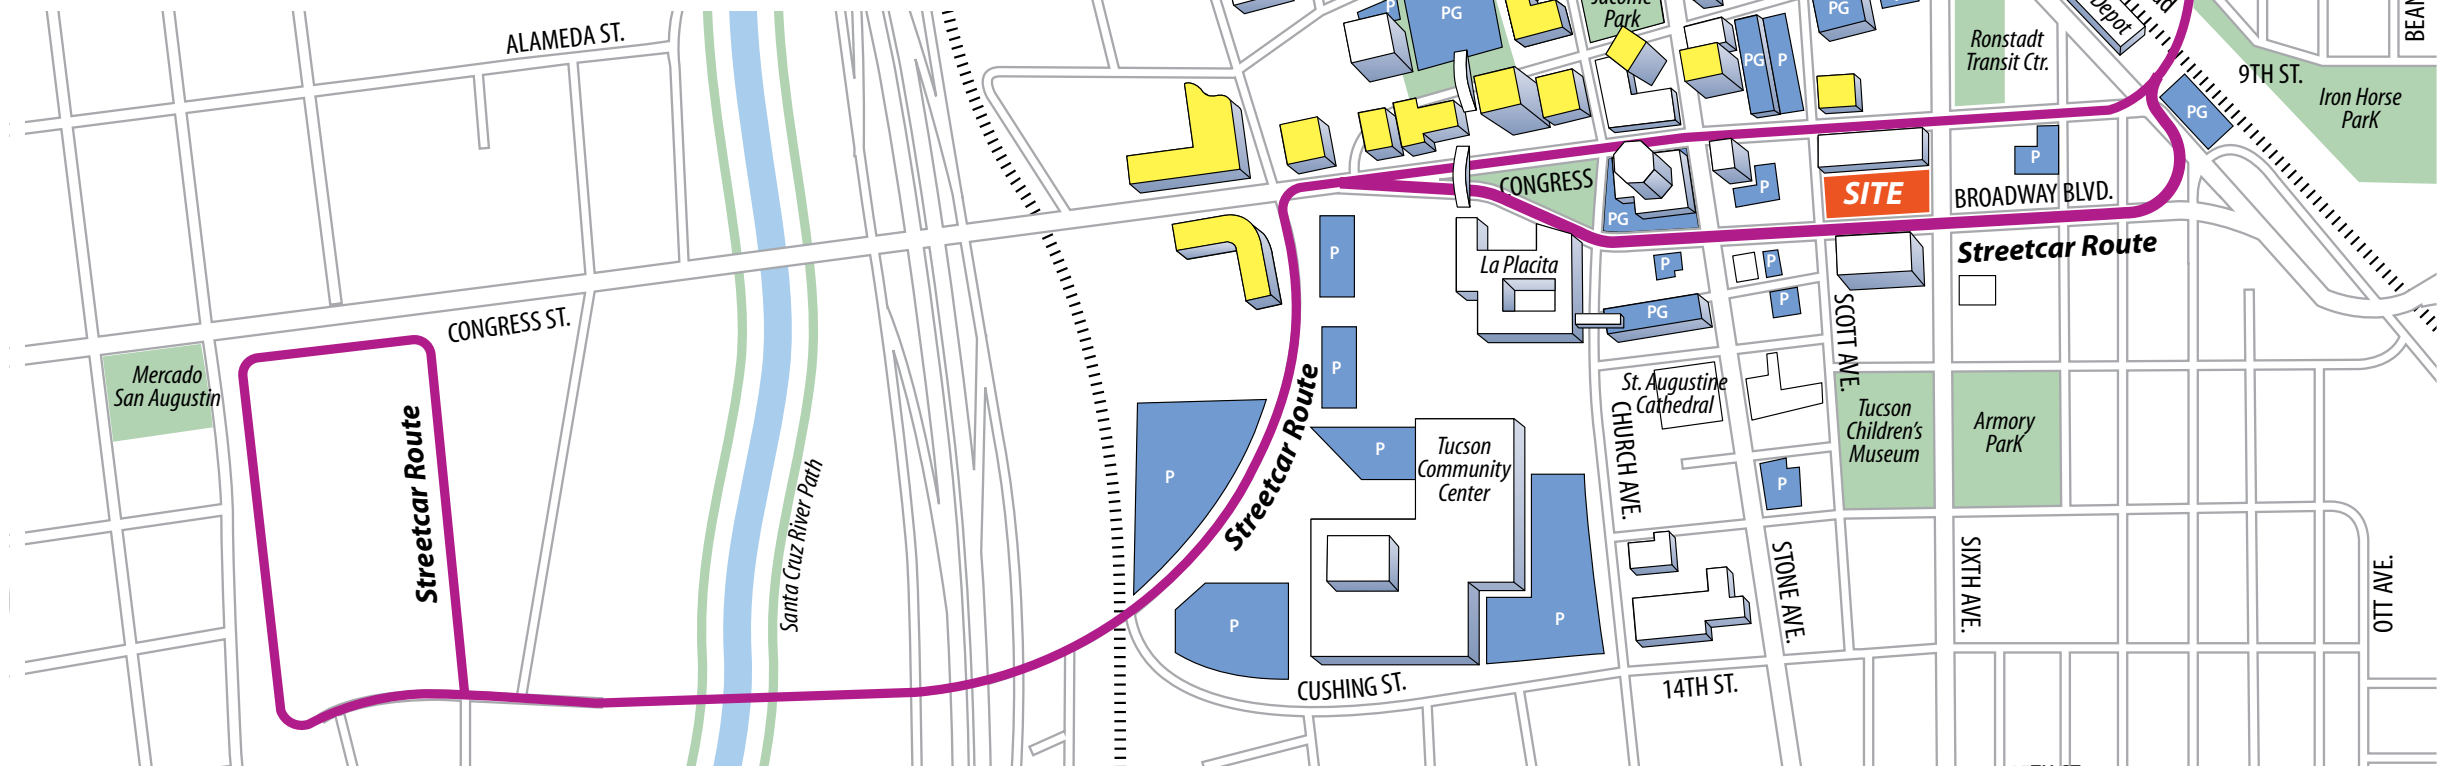 ALAMEDA ST.
P
PG
Jacome
Park
PG
Depot
BEAN
Ronstadt
Transit Ctr.
PG
P
9TH ST.
Iron Horse
ParK
PG
P
CONGRESS
P
SITE
BROADWAY BLVD.
PG
Streetcar Route
P
La Placita
P
P
P
PG
SCOTT AVE.
CONGRESS ST.
Mercado
San Augustin
P
St. Augustine
Cathedral
Streetcar Route
Streetcar Route
CHURCH AVE.
Tucson
Children's
Museum
Armory
ParK
P
P
Tucson
Community
Center
P
Santa Cruz River Path
STONE AVE.
SIXTH AVE.
OTT AVE.
P
P
CUSHING ST.
14TH ST.